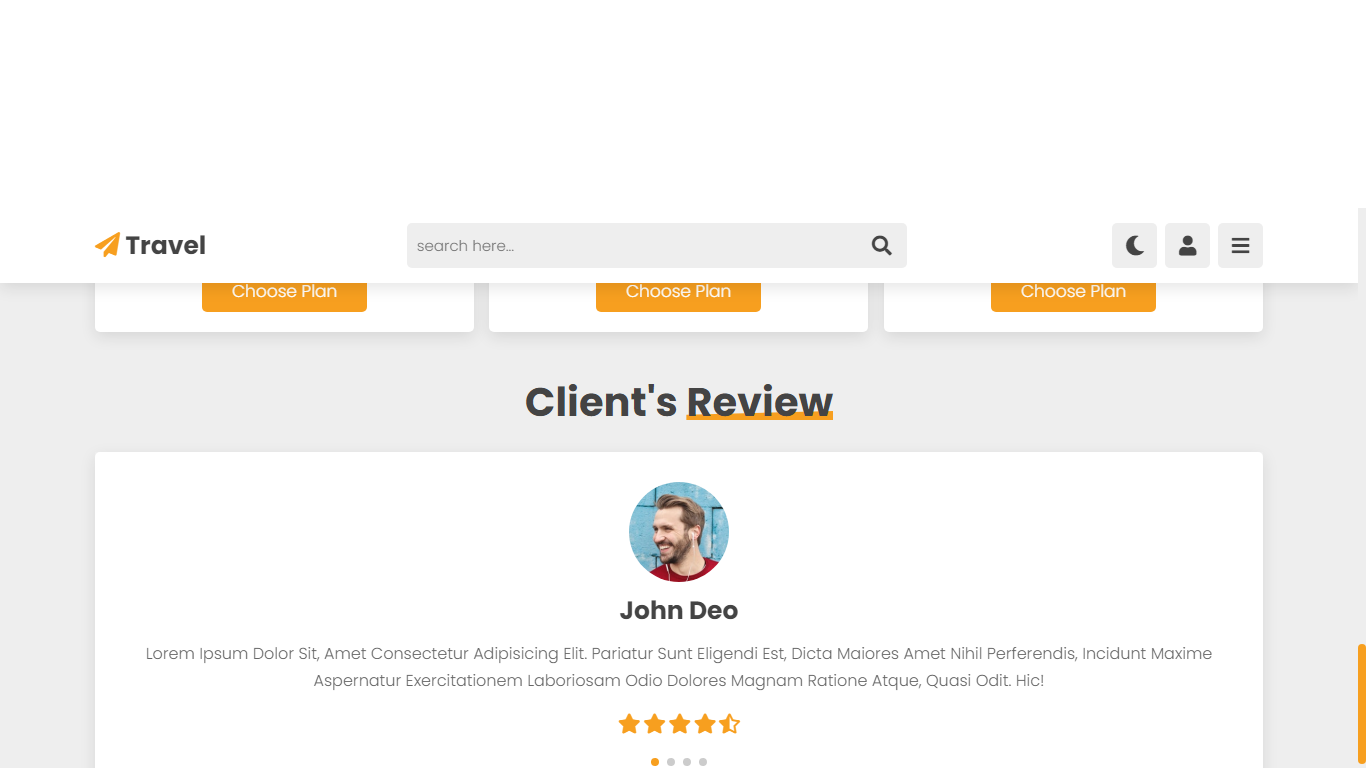 Travel
search here...
Choose Plan Choose Plan Choose Plan
Client's Review
John Deo
Lorem Ipsum Dolor Sit, Amet Consectetur Adipisicing Elit. Pariatur Sunt Eligendi Est, Dicta Maiores Amet Nihil Perferendis, Incidunt Maxime
Aspernatur Exercitationem Laboriosam Odio Dolores Magnam Ratione Atque, Quasi Odit. Hic!